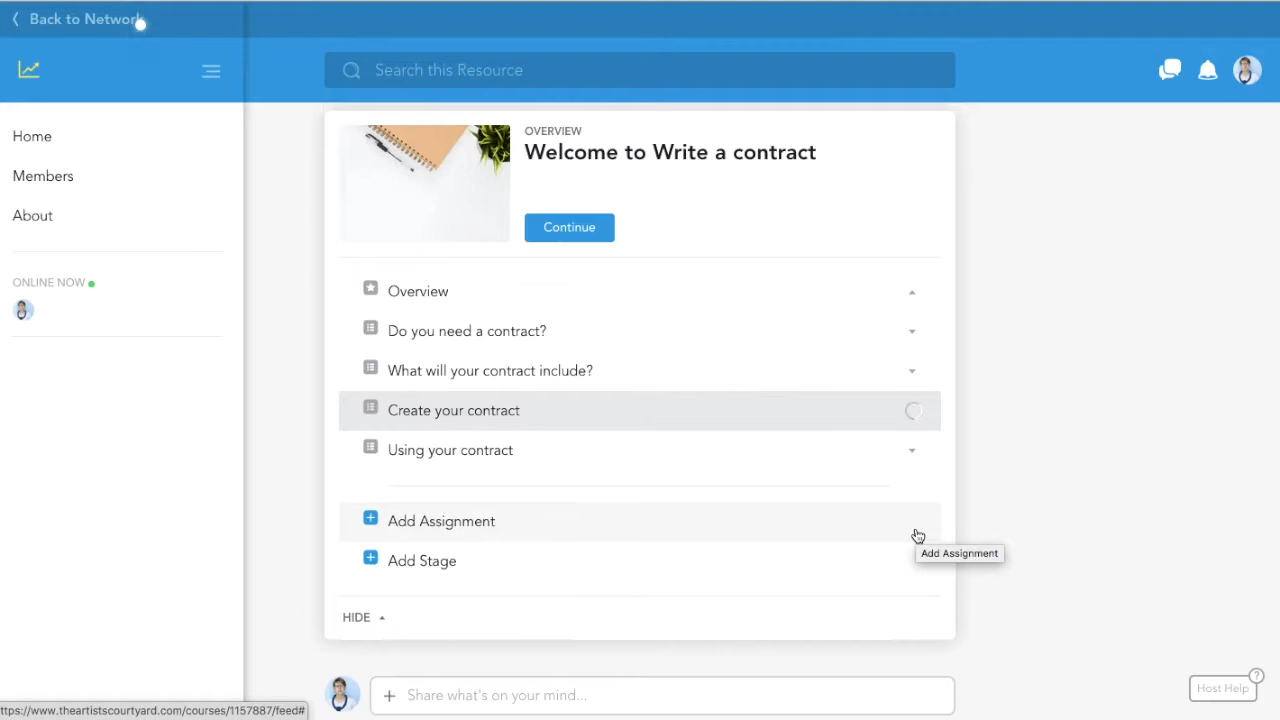 Back to Network
Search this Resource
Home
Members
About
ONLINE NOW
OVERVIEW
Welcome to Write a contract
Continue
Overview
Do you need a contract?
What will your contract include?
Create your contract
Using your contract
Add Assignment
Add Assignment
Add Stage
HIDE
Share what's on your mind...
Host Help
?
ttps://www.theartistscourtyard.com/courses/1157887/feed#